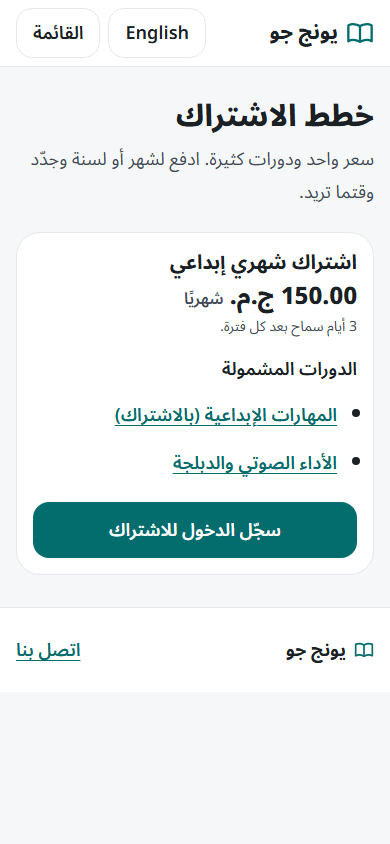 يونج جو
English
القائمة
خطط الاشتراك
سعر واحد ودورات كثيرة. ادفع لشهر أو لسنة وجدّد
وقتما تريد.
اشتراك شهري إبداعي
150.00 ج.م. شهريًا
3 أيام سماح بعد كل فترة.
الدورات المشمولة
المهارات الإبداعية (بالاشتراك)
الأداء الصوتي والدبلجة
سجّل الدخول للاشتراك
يونج جو
اتصل بنا